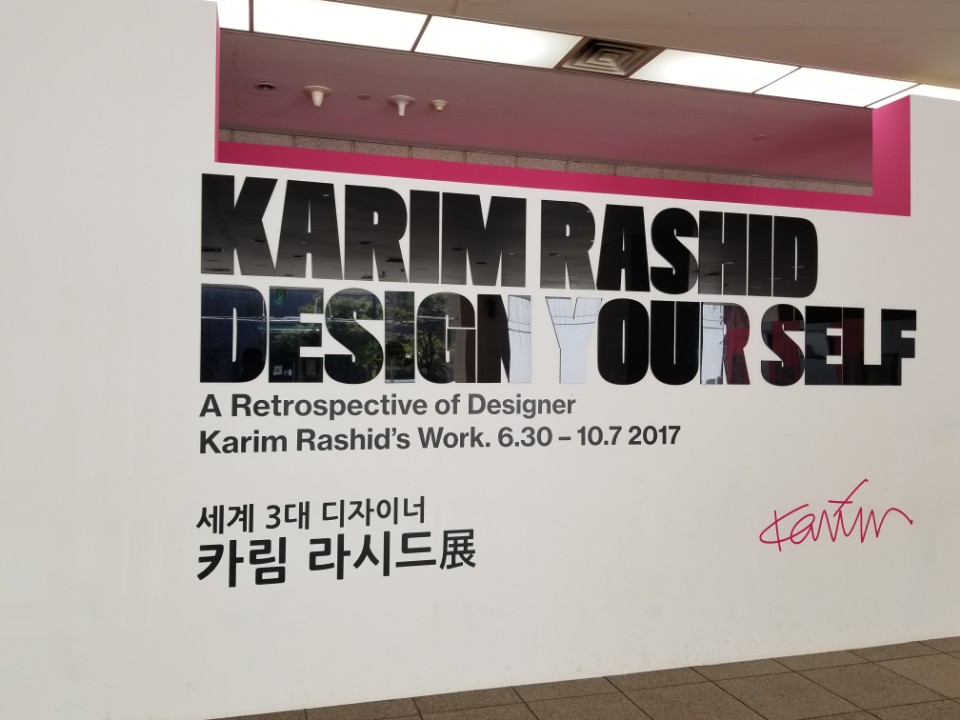 KARIM RASHID
DESIGN YOUR SELF
A Retrospective of Designer
Karim Rashid's Work. 6.30 – 10.7 2017
세계 3대 디자이너
카림 라시드展
Karim